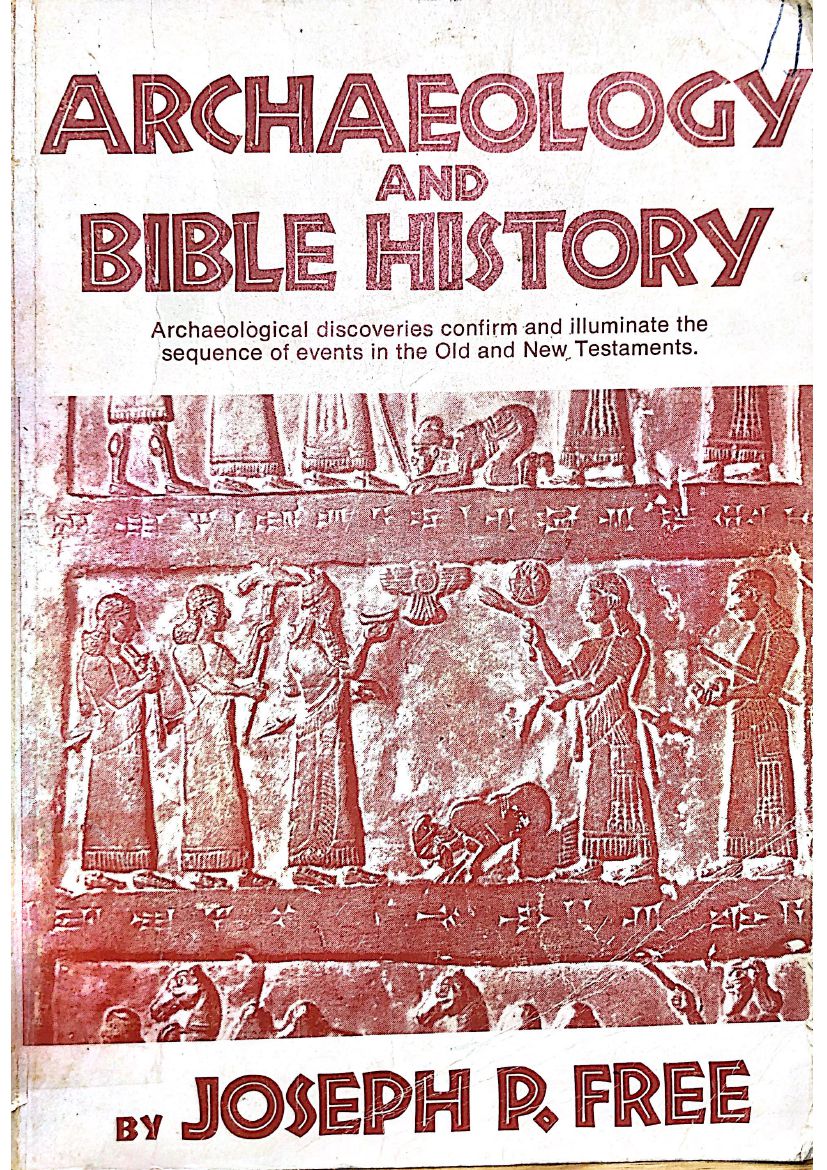 ARCHAEOLOGY
AND
BIBLE HISTORY
Archaeological discoveries confirm and illuminate the
sequence of events in the Old and New Testaments.
BY JOSEPH P. FREE